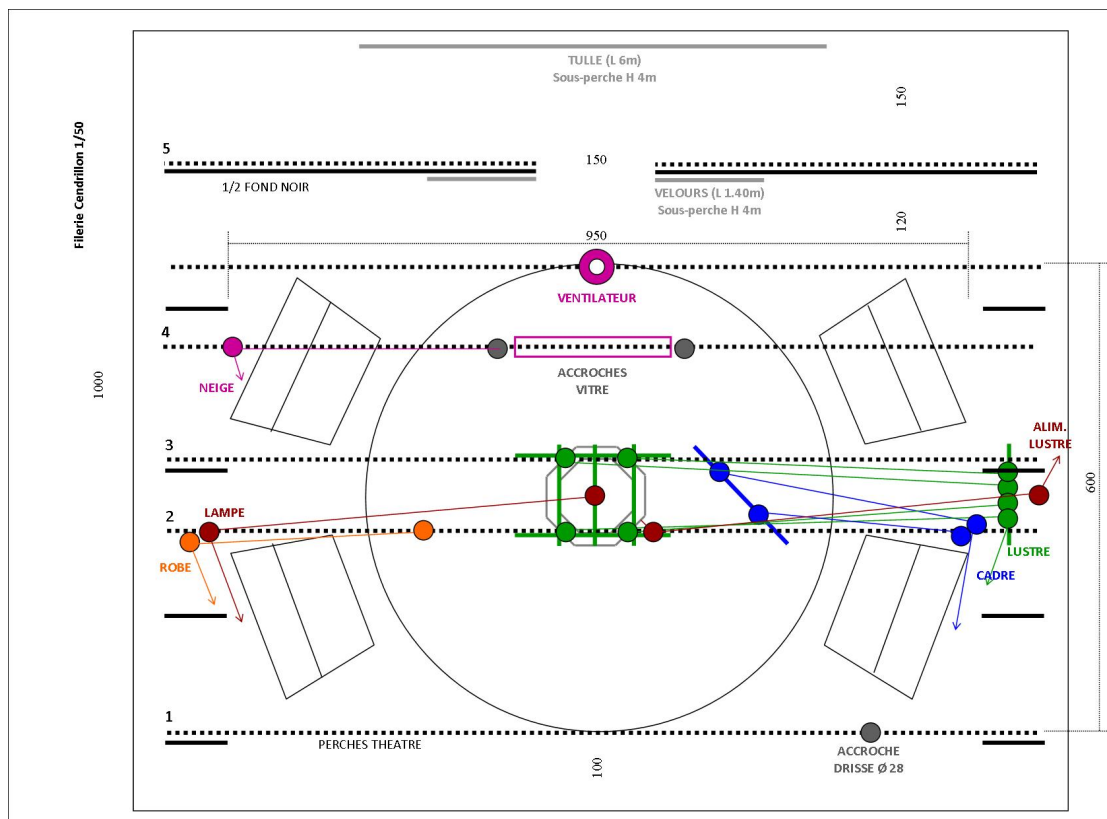 TULLE (L 6m)
Sous-perche H 4m
150
Filerie Cendrillon 1/50
5
150
1/2 FOND NOIR
VELOURS (L 1.40m)
Sous-perche H 4m
120
950
VENTILATEUR
4
ACCROCHES
VITRE
NEIGE
1000
3
ALIM.
LUSTRE
600
LAMPE
2
ROBE
LUSTRE
CADRE
1
PERCHES THEATRE
100
ACCROCHE
DRISSE Ø 28